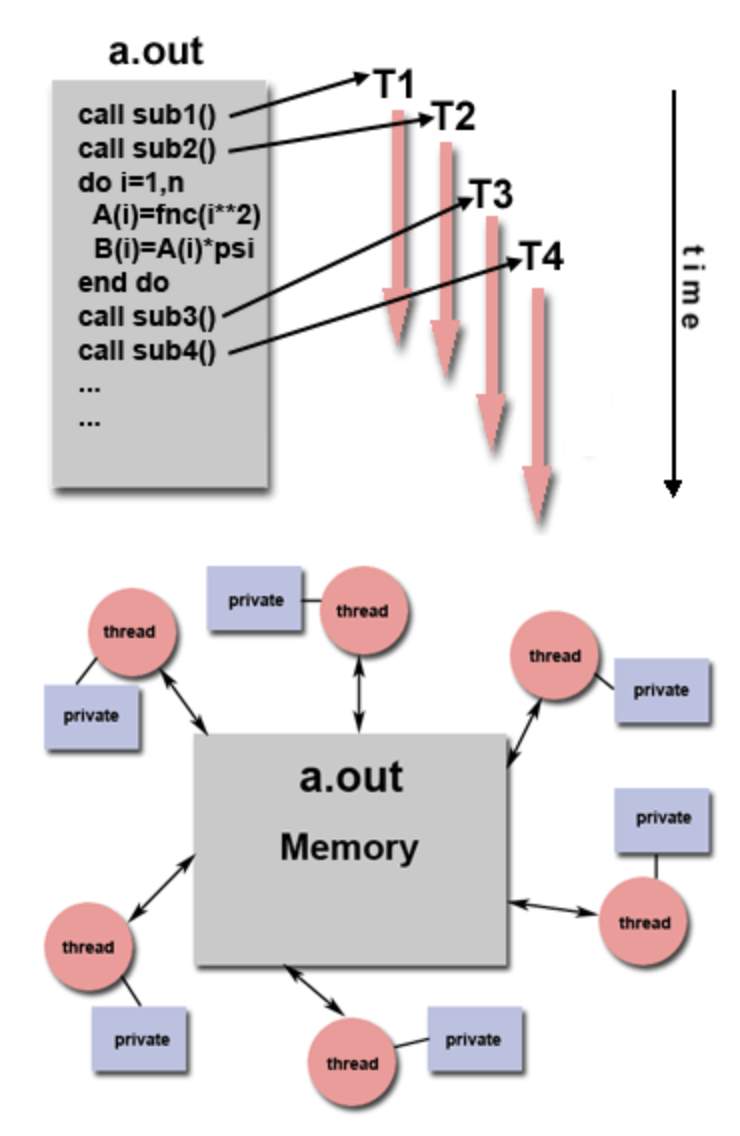 a.out
call sub1()
call sub2()
do i=1,n
A(i)=fnc(i**2)
B(i)=A(i)*psi
end do
call sub3()
call sub4()
...
...
T1
T2
T3
T4
time
thread
private
private
thread
thread
private
a.out
Memory
private
thread
thread
private
thread
private